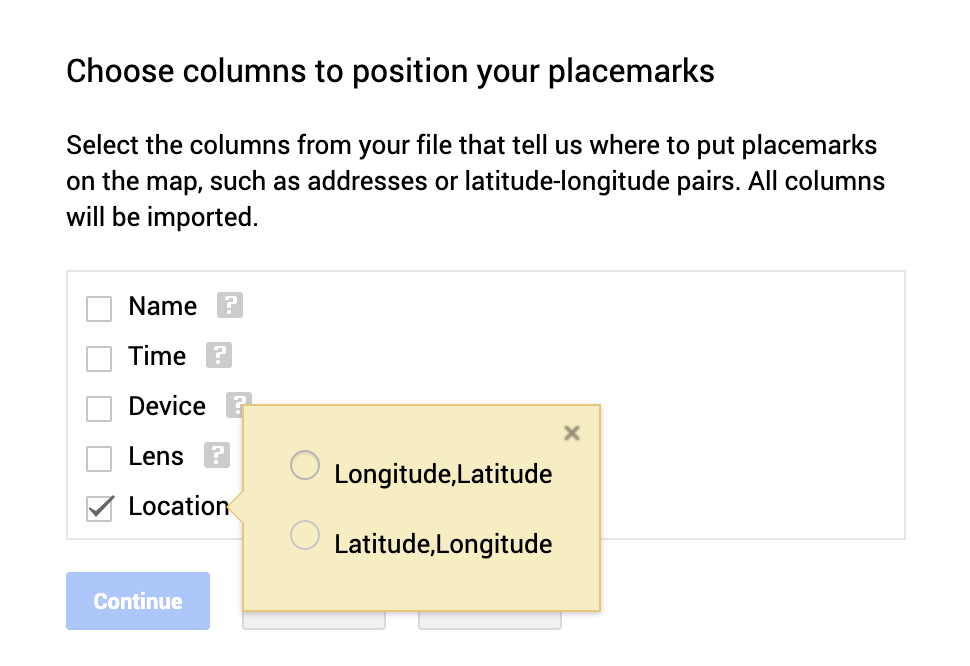 Choose columns to position your placemarks
Select the columns from your file that tell us where to put placemarks
on the map, such as addresses or latitude-longitude pairs. All columns
will be imported.
Name ?
Time ?
Device ?
Lens ?
Location
×
Longitude,Latitude
Latitude,Longitude
Continue